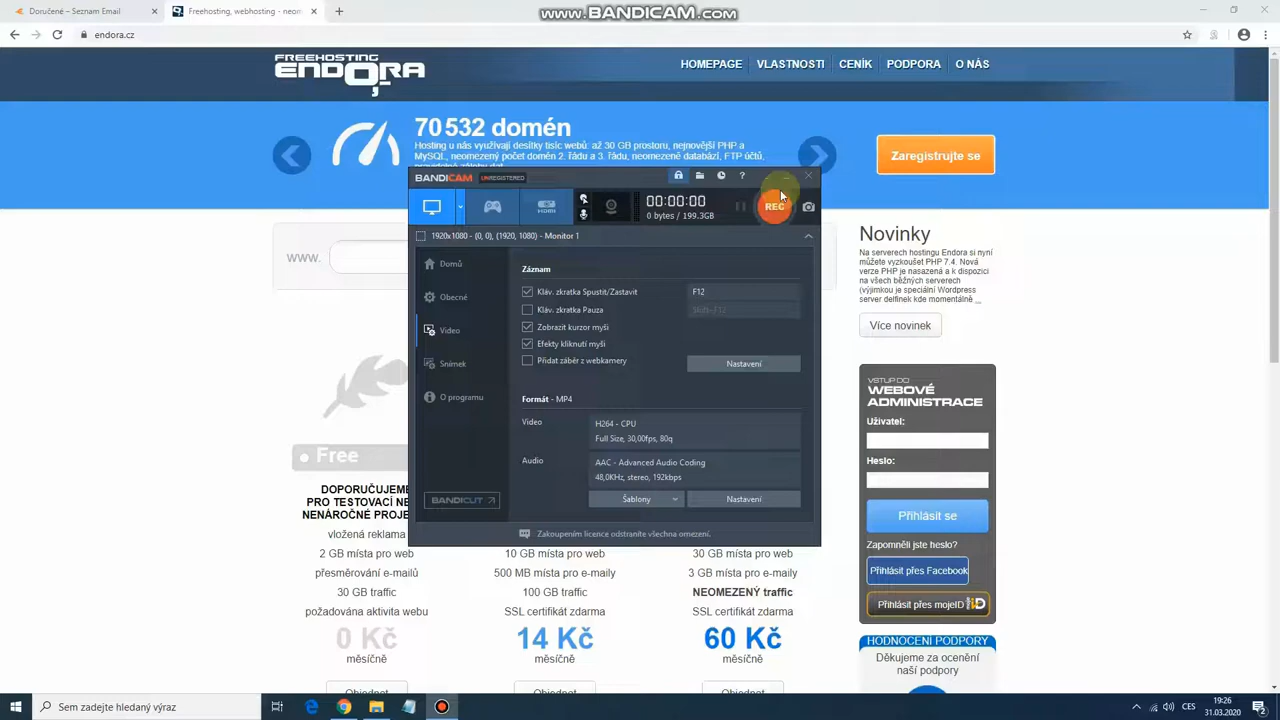 Doručené – Seznam Email
Freehosting, webhosting - neom
www.BANDICAM.com
endora.cz
FREEHOSTING
ENDORA
HOMEPAGE
VLASTNOSTI
CENÍK
PODPORA
O NÁS
70 532 domén
Hosting u nás využívají desítky tisíc webů: až 30 GB prostoru, nejnovější PHP a
MySQL, neomezený počet domén 2. řádu a 3. řádu, neomezené databází, FTP účtů,
Zaregistrujte se
BANDICAM
UNREGISTERED
HDMI
00:00:00
0 bytes / 199.3GB
REC
1920x1080 - (0, 0), (1920, 1080) - Monitor 1
Domů
Obecné
Video
Snímek
O programu
BANDICUT
Záznam
Kláv. zkratka Spustit/Zastavit
F12
Kláv. zkratka Pauza
Shift+F12
Zobrazit kurzor myši
Efekty kliknutí myši
Přidat záběr z webkamery
Nastavení
Formát - MP4
Video
H264 - CPU
Full Size, 30,00fps, 80q
Audio
AAC - Advanced Audio Coding
48,0KHz, stereo, 192kbps
Šablony
Nastavení
Zakoupením licence odstraníte všechna omezení.
www.
Free
DOPORUČUJEME
PRO TESTOVACÍ NE
NENÁROČNÉ PROJE
vložená reklama
2 GB místa pro web
přesměrování e-mailů
30 GB traffic
požadována aktivita webu
0 Kč
měsíčně
Objednat
10 GB místa pro web
500 MB místa pro e-maily
100 GB traffic
SSL certifikát zdarma
14 Kč
měsíčně
Objednat
30 GB místa pro web
3 GB místa pro e-maily
NEOMEZENÝ traffic
SSL certifikát zdarma
60 Kč
měsíčně
Objednat
Novinky
Na serverech hostingu Endora si nyní
můžete vyzkoušet PHP 7.4. Nová
verze PHP je nasazená a k dispozici
na všech běžných serverech
(výjimkou je speciální Wordpress
server delfinek kde momentálně ...
Více novinek
VSTUP DO
WEBOVÉ
ADMINISTRACE
Uživatel:
Heslo:
Přihlásit se
Zapomněli jste heslo?
Přihlásit přes Facebook
Přihlásit přes mojeID
HODNOCENÍ PODPORY
Děkujeme za ocenění
naší podpory
Sem zadejte hledaný výraz
CES
19:26
31.03.2020
2